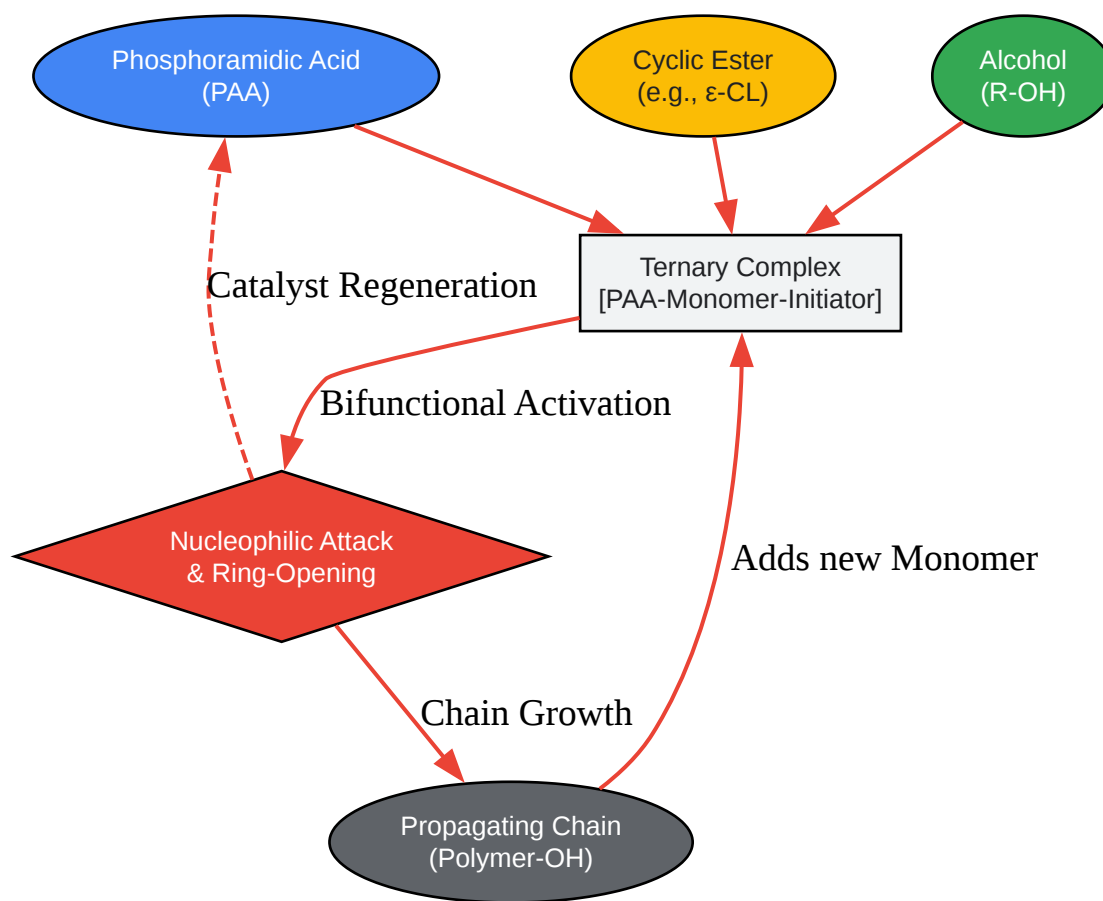 Phosphoramidic Acid
(PAA)
Cyclic Ester
(e.g., ε-CL)
Alcohol
(R-OH)
Ternary Complex
[PAA-Monomer-Initiator]
Catalyst Regeneration
Bifunctional Activation
Nucleophilic Attack
& Ring-Opening
Adds new Monomer
Chain Growth
Propagating Chain
(Polymer-OH)